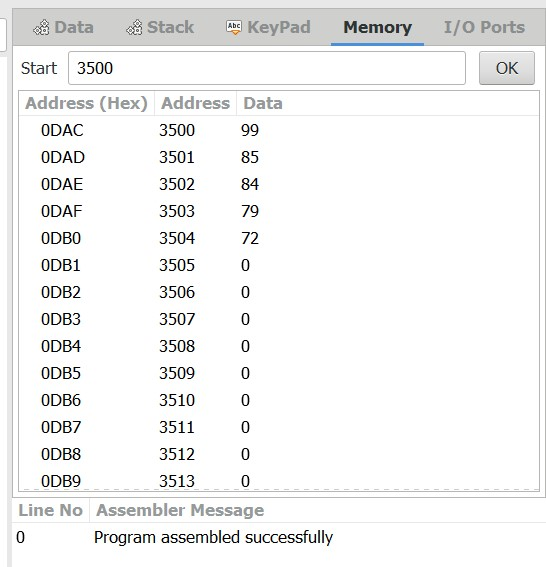 Data Stack Abc KeyPad Memory I/O Ports
Start 3500 OK
Address (Hex) Address Data
0DAC 3500 99
0DAD 3501 85
0DAE 3502 84
0DAF 3503 79
0DB0 3504 72
0DB1 3505 0
0DB2 3506 0
0DB3 3507 0
0DB4 3508 0
0DB5 3509 0
0DB6 3510 0
0DB7 3511 0
0DB8 3512 0
0DB9 3513 0
Line No Assembler Message
0 Program assembled successfully